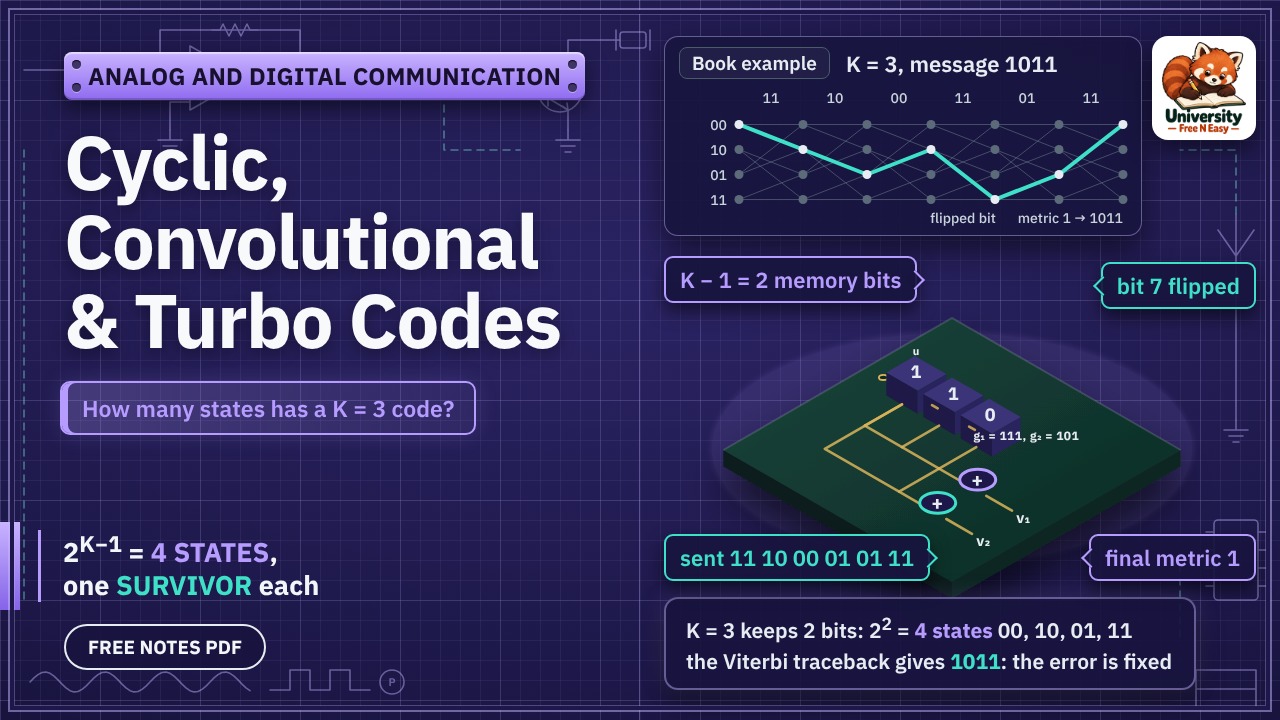 ANALOG AND DIGITAL COMMUNICATION
Cyclic,
Convolutional
& Turbo Codes
How many states has a K = 3 code?
2^K−1 = 4 STATES,
one SURVIVOR each
FREE NOTES PDF
P
Book example
K = 3, message 1011
11 10 00 11 01 11
00
10
01
11
flipped bit metric 1 → 1011
University
Free N Easy
K − 1 = 2 memory bits
bit 7 flipped
u
1
1
0
g₁ = 111, g₂ = 101
+
+
V₁
V₂
sent 11 10 00 01 01 11
final metric 1
K = 3 keeps 2 bits: 2² = 4 states 00, 10, 01, 11
the Viterbi traceback gives 1011: the error is fixed